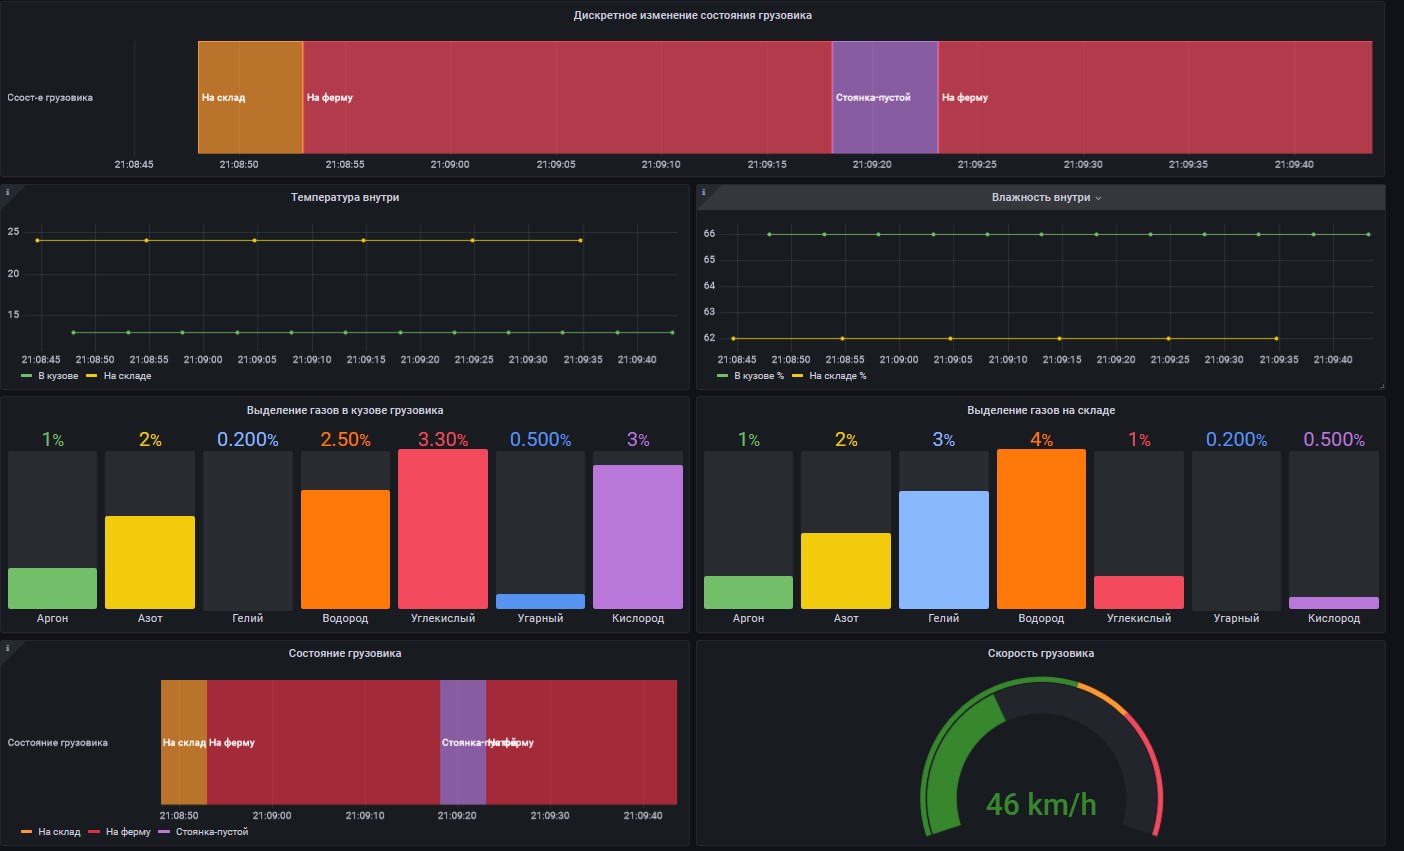 Дискретное изменение состояния грузовика
Ссост-е грузовика
На склад
На ферму
Стоянка-пустой
На ферму
21:08:45 21:08:50 21:08:55 21:09:00 21:09:05 21:09:10 21:09:15 21:09:20 21:09:25 21:09:30 21:09:35 21:09:40
Температура внутри
25
20
15
21:08:45 21:08:50 21:08:55 21:09:00 21:09:05 21:09:10 21:09:15 21:09:20 21:09:25 21:09:30 21:09:35 21:09:40
В кузове На складе
Влажность внутри
66
65
64
63
62
21:08:45 21:08:50 21:08:55 21:09:00 21:09:05 21:09:10 21:09:15 21:09:20 21:09:25 21:09:30 21:09:35 21:09:40
В кузове % На складе %
Выделение газов в кузове грузовика
1% 2% 0.200% 2.50% 3.30% 0.500% 3%
Аргон Азот Гелий Водород Углекислый Угарный Кислород
Выделение газов на складе
1% 2% 3% 4% 1% 0.200% 0.500%
Аргон Азот Гелий Водород Углекислый Угарный Кислород
Состояние грузовика
Состояние грузовика
На склад
На ферму
Стоянка-пустой
На ферму
21:08:50 21:09:00 21:09:10 21:09:20 21:09:30 21:09:40
На склад На ферму Стоянка-пустой
Скорость грузовика
46 km/h